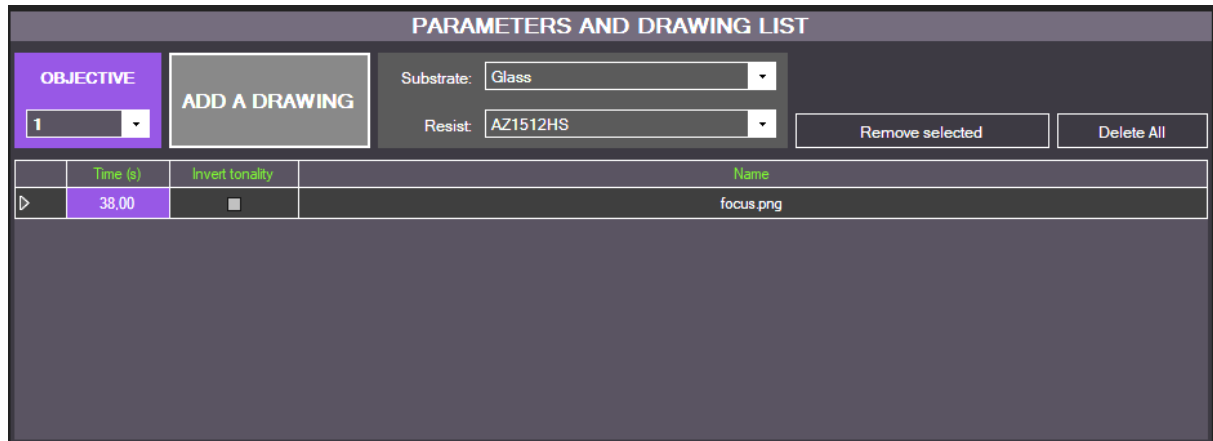 PARAMETERS AND DRAWING LIST
OBJECTIVE
1
ADD A DRAWING
Substrate: Glass
Resist: AZ1512HS
Remove selected
Delete All
Time (s) Invert tonality Name
38,00 focus.png